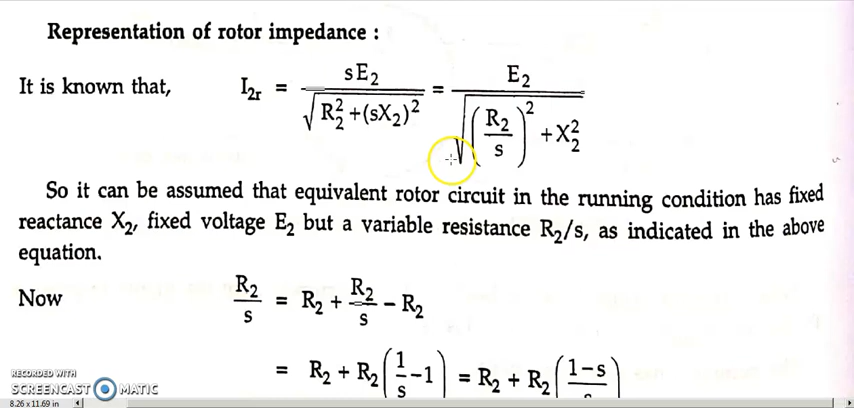 Representation of rotor impedance :
It is known that, I2r = sE2 / √(R2² + (sX2)²) = E2 / √((R2/s)² + X2²)
So it can be assumed that equivalent rotor circuit in the running condition has fixed
reactance X2, fixed voltage E2 but a variable resistance R2/s, as indicated in the above
equation.
Now R2/s = R2 + R2/s − R2
= R2 + R2(1/s − 1) = R2 + R2((1−s)/s)
RECORDED WITH
SCREENCAST MATIC
8.26 x 11.69 in